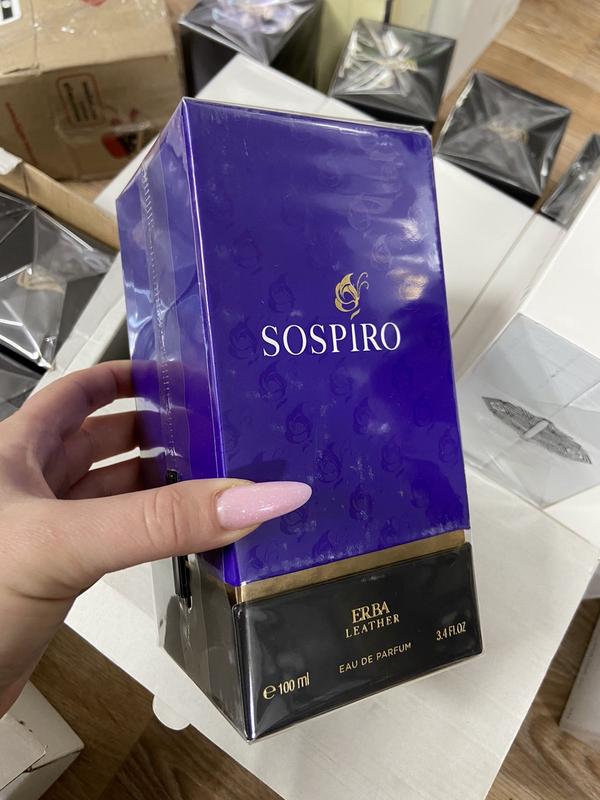 SOSPIRO
ERBA
LEATHER
EAU DE PARFUM
℮ 100 ml
3.4 Fl.OZ